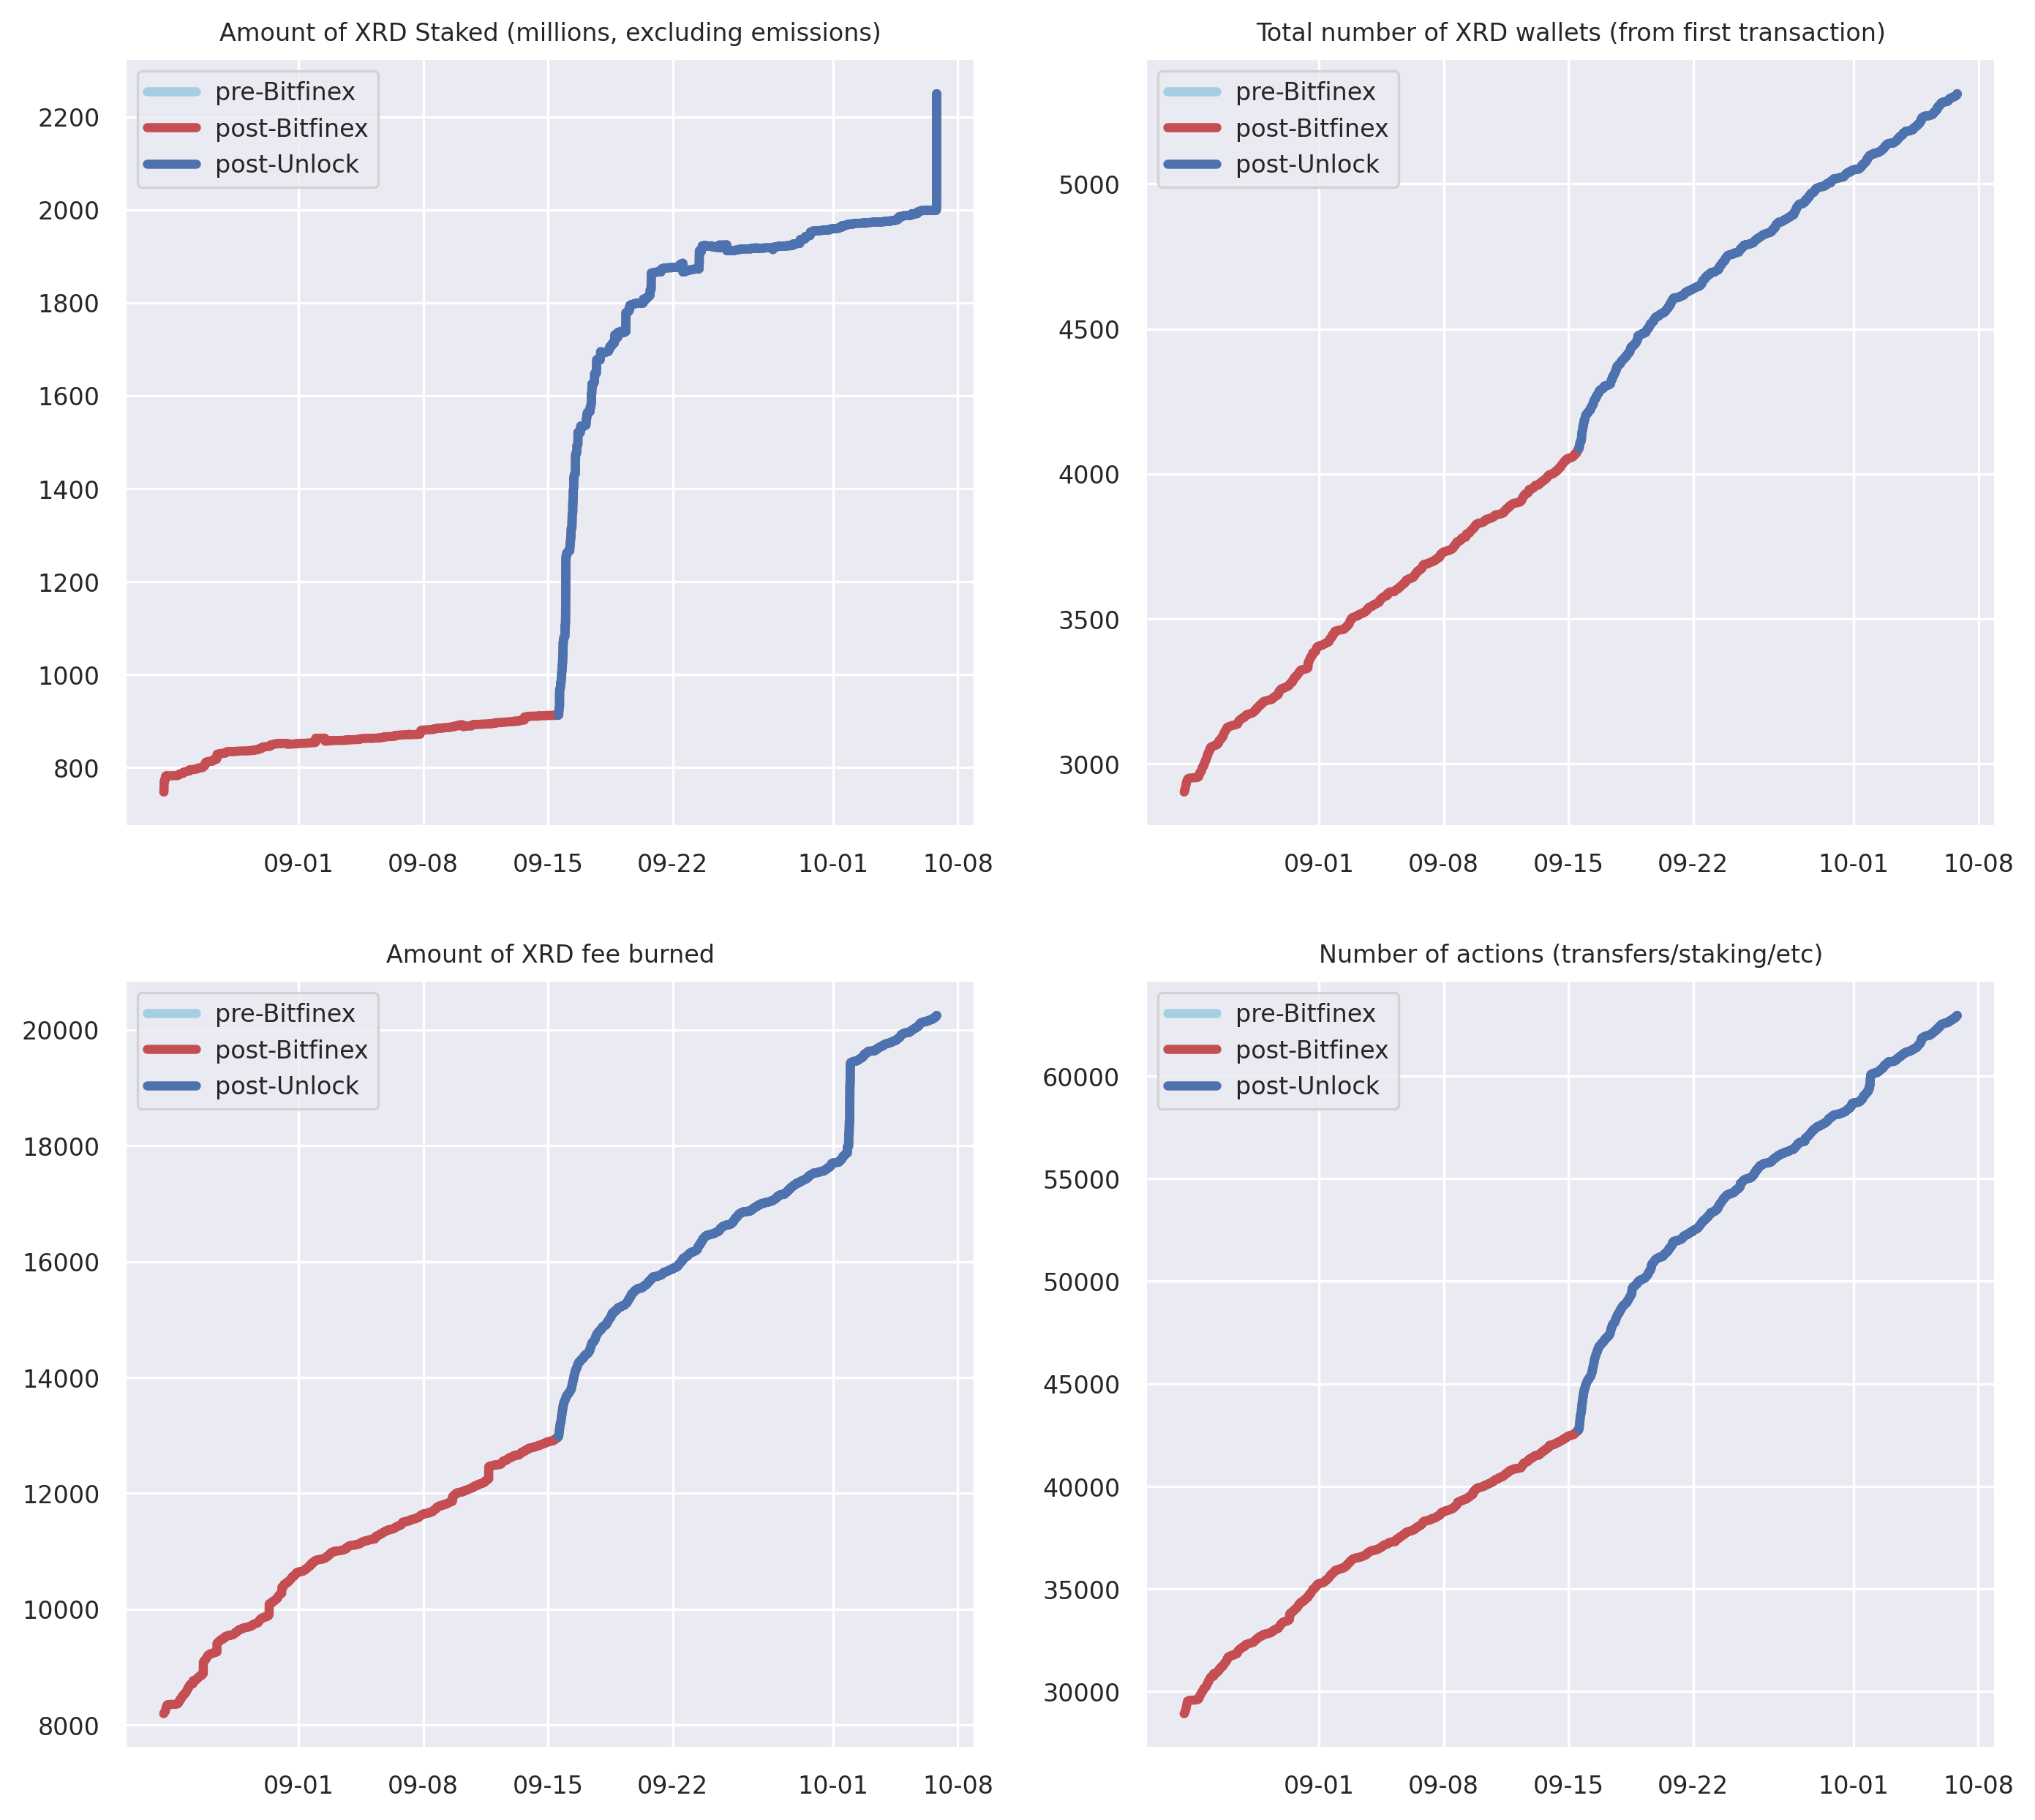 Amount of XRD Staked (millions, excluding emissions)
pre-Bitfinex
post-Bitfinex
post-Unlock
2200
2000
1800
1600
1400
1200
1000
800
09-01 09-08 09-15 09-22 10-01 10-08
Total number of XRD wallets (from first transaction)
pre-Bitfinex
post-Bitfinex
post-Unlock
5000
4500
4000
3500
3000
09-01 09-08 09-15 09-22 10-01 10-08
Amount of XRD fee burned
pre-Bitfinex
post-Bitfinex
post-Unlock
20000
18000
16000
14000
12000
10000
8000
09-01 09-08 09-15 09-22 10-01 10-08
Number of actions (transfers/staking/etc)
pre-Bitfinex
post-Bitfinex
post-Unlock
60000
55000
50000
45000
40000
35000
30000
09-01 09-08 09-15 09-22 10-01 10-08